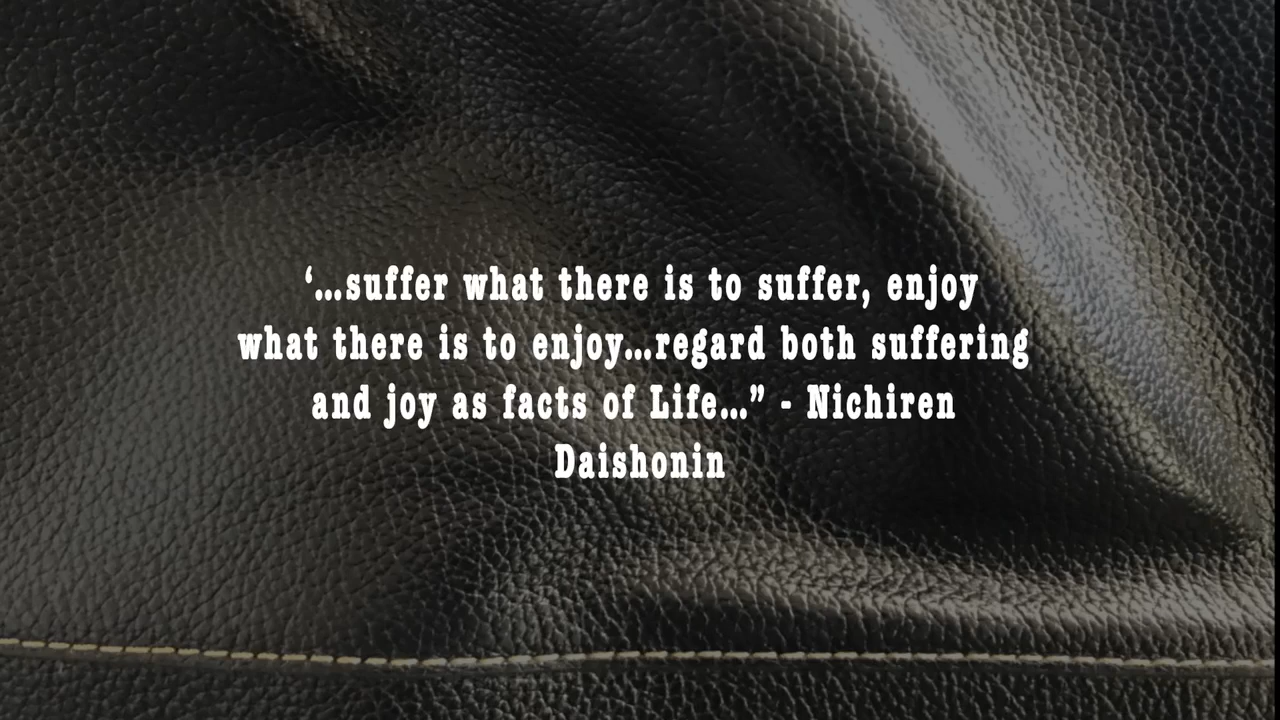 ‘...suffer what there is to suffer, enjoy
what there is to enjoy...regard both suffering
and joy as facts of Life...” - Nichiren
Daishonin